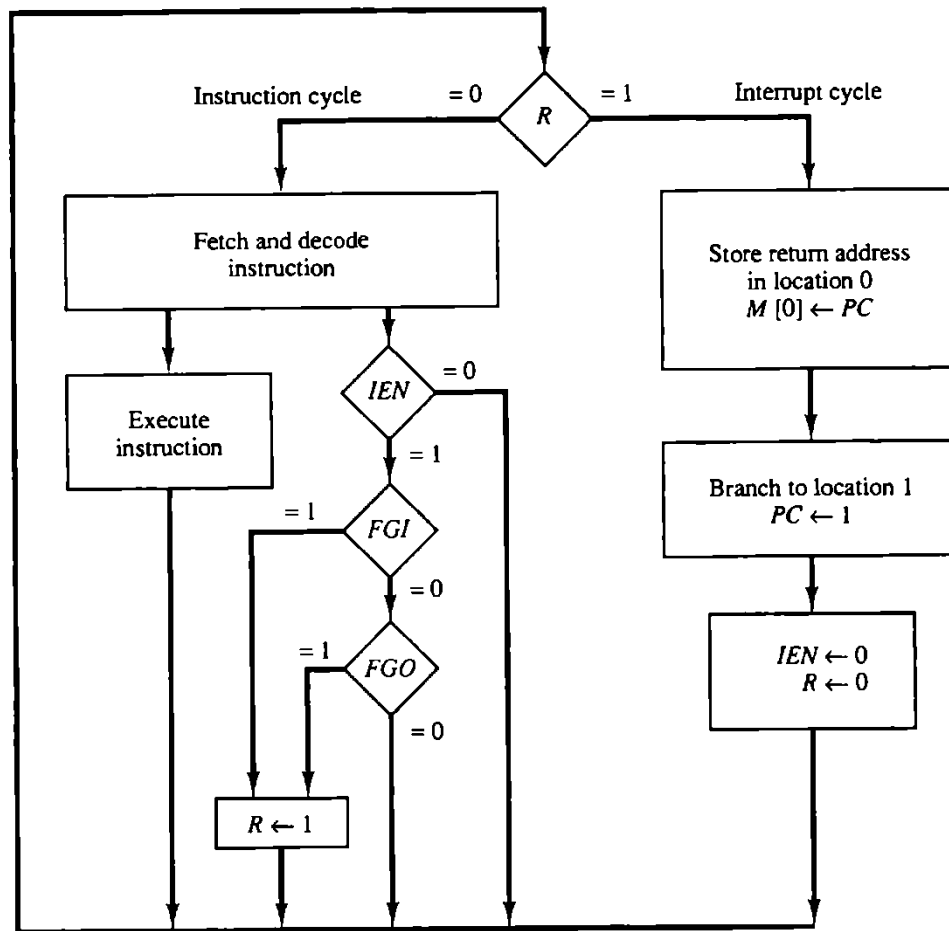 Instruction cycle
= 0
R
= 1
Interrupt cycle
Fetch and decode
instruction
Store return address
in location 0
M [0] ← PC
Execute
instruction
IEN
= 0
= 1
Branch to location 1
PC ← 1
= 1
FGI
= 0
= 1
FGO
= 0
IEN ← 0
R ← 0
R ← 1